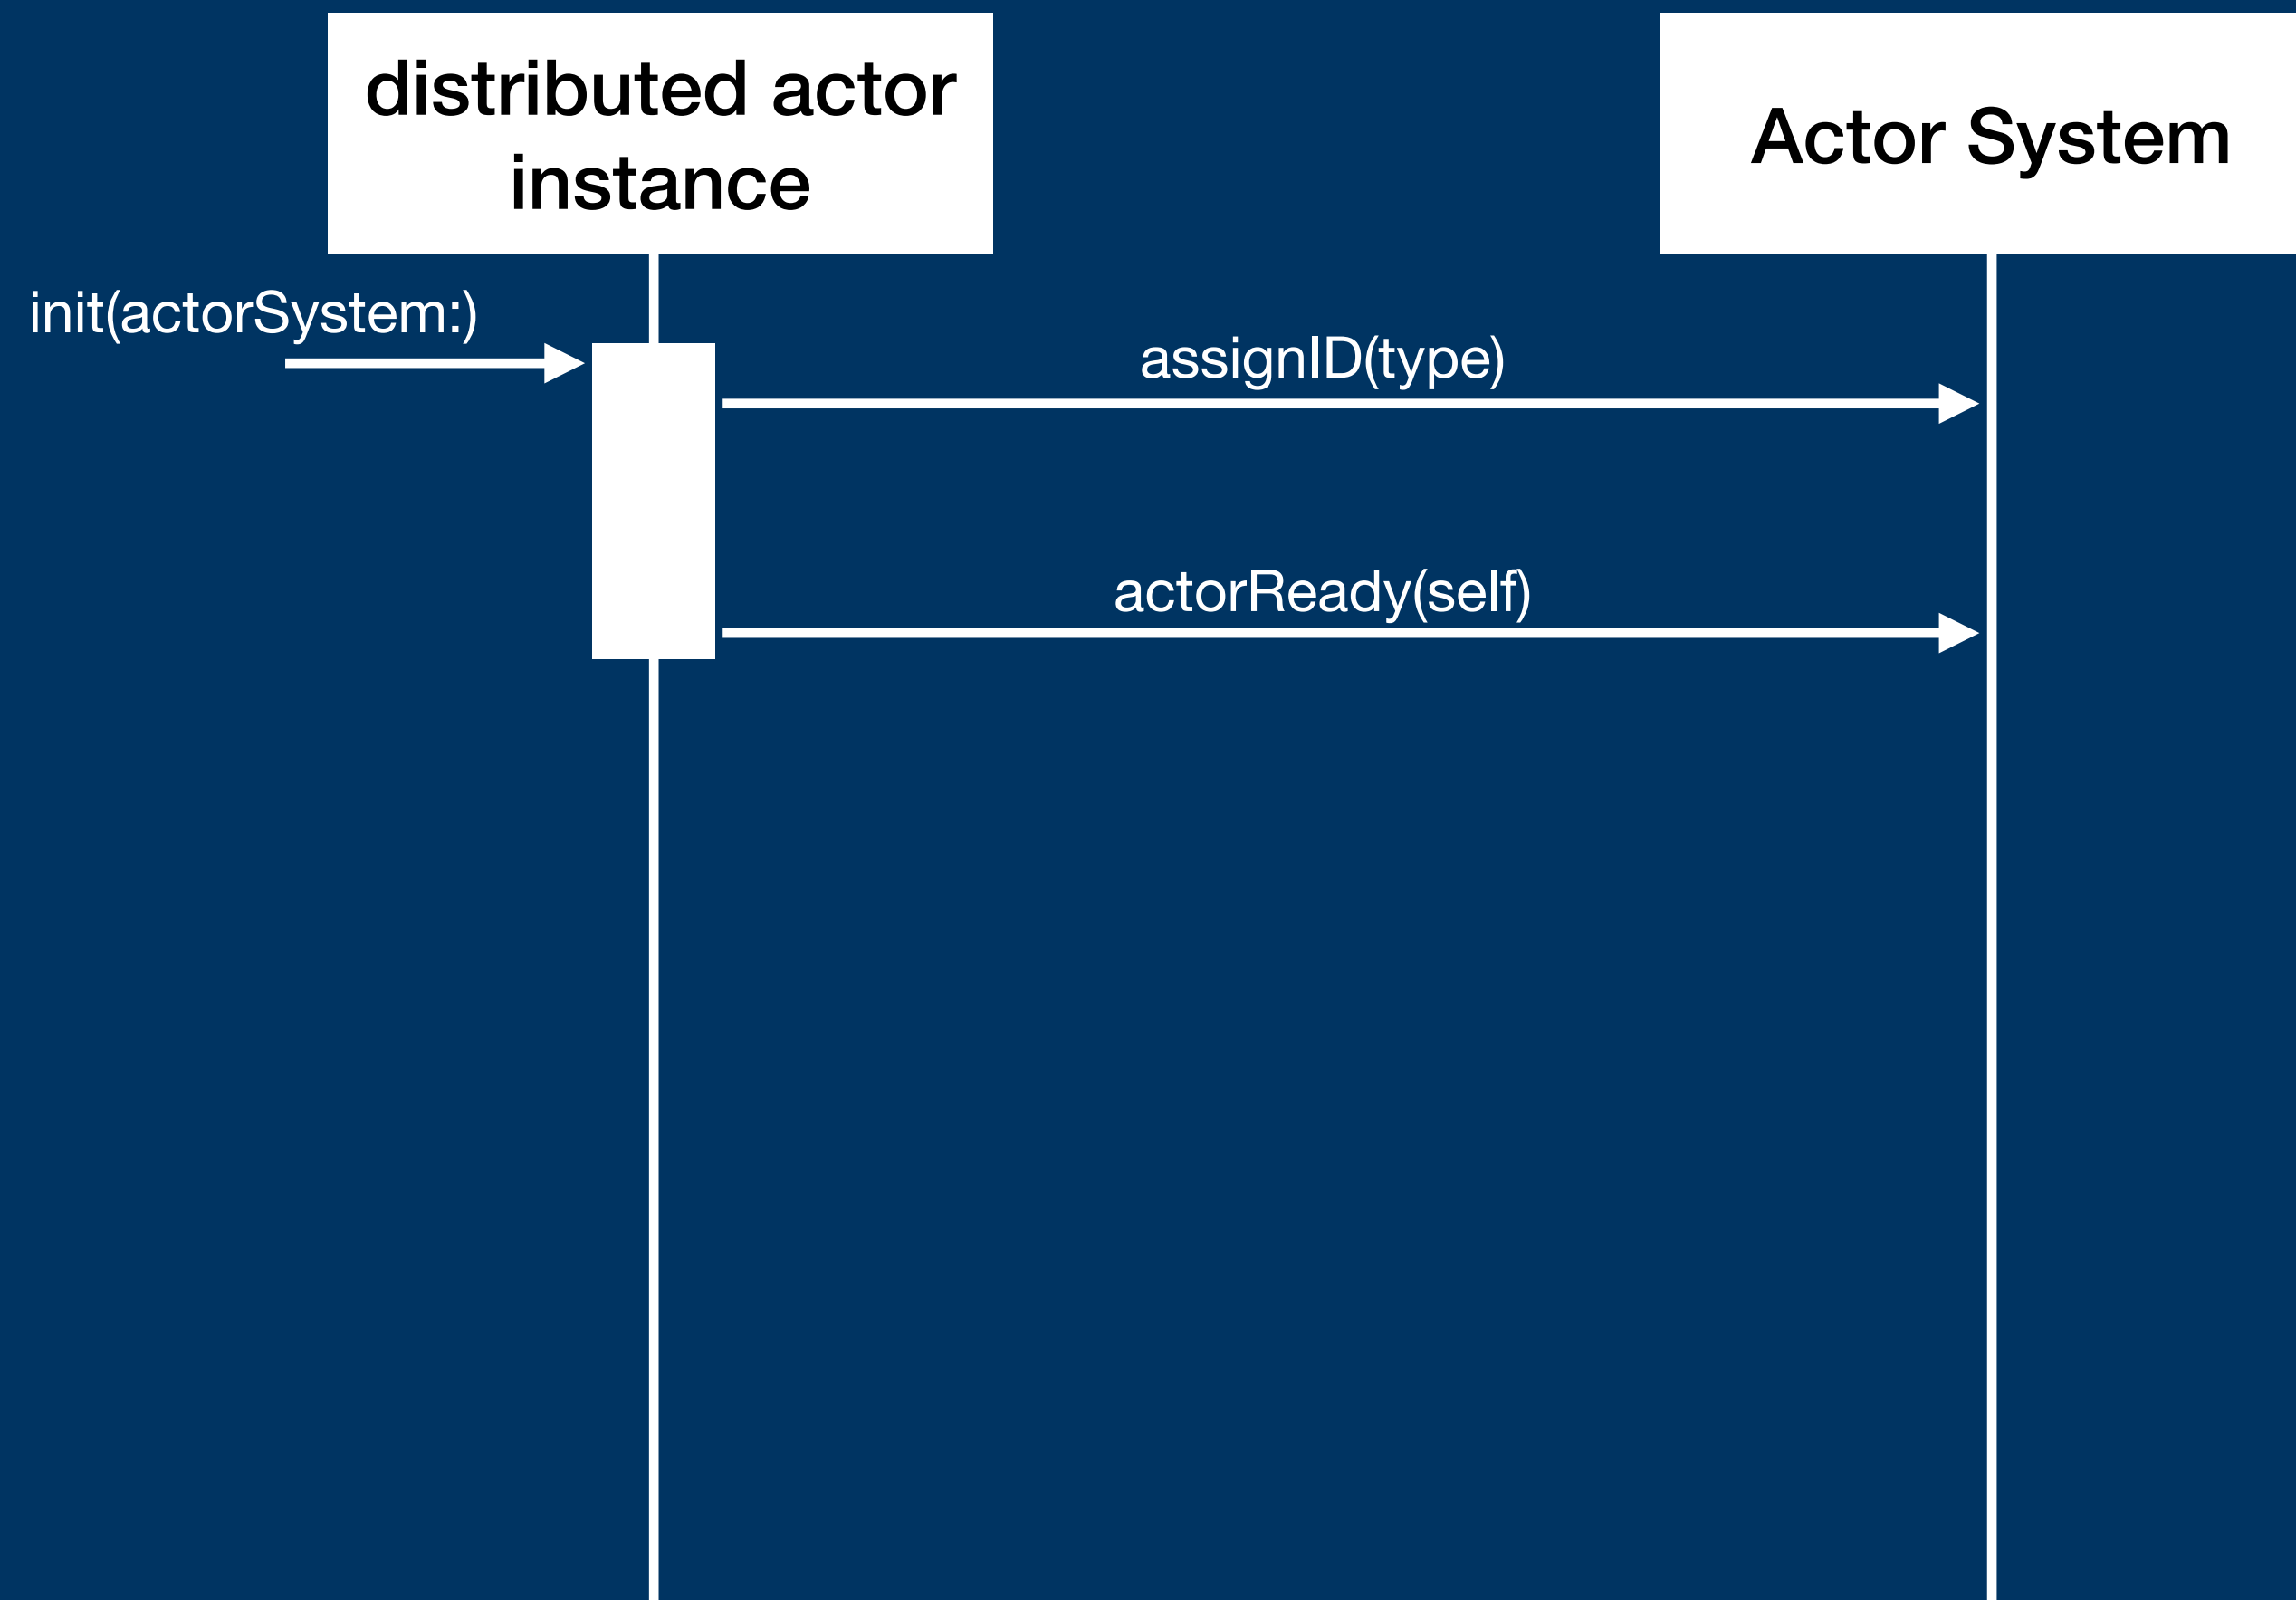 distributed actor
instance
Actor System
init(actorSystem:)
assignID(type)
actorReady(self)